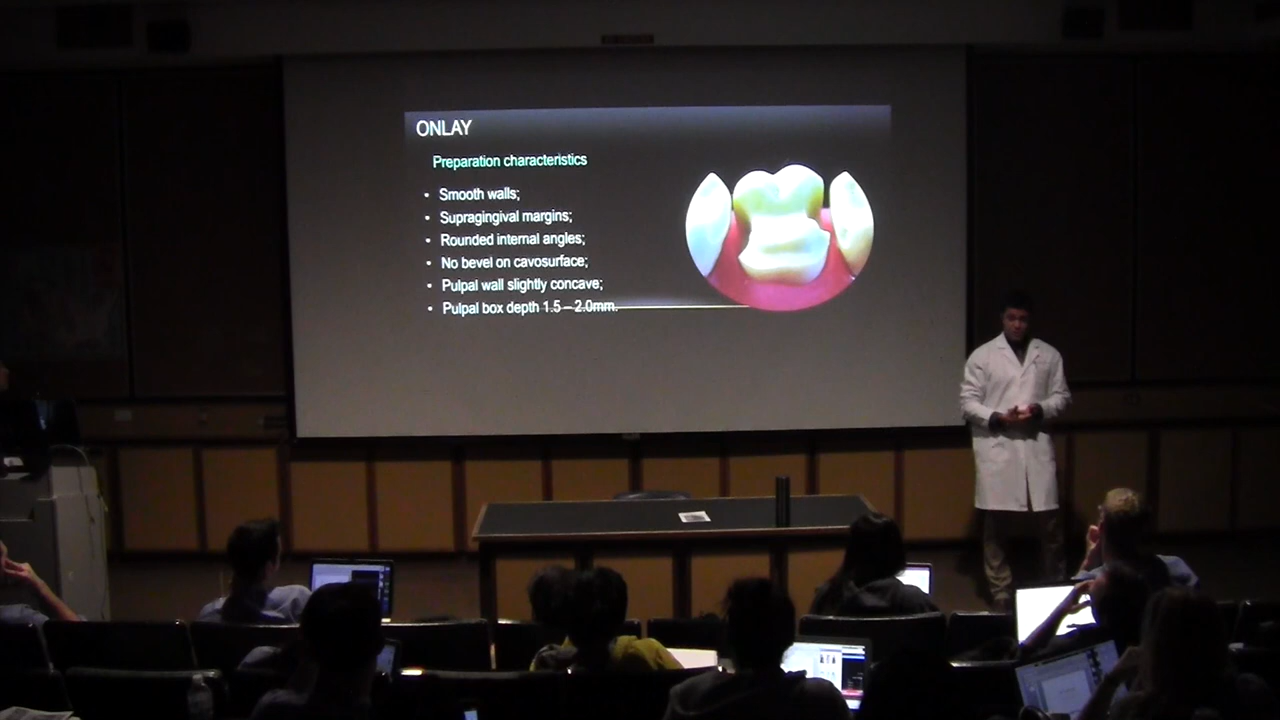 ONLAY
Preparation characteristics
• Smooth walls;
• Supragingival margins;
• Rounded internal angles;
• No bevel on cavosurface;
• Pulpal wall slightly concave;
• Pulpal box depth 1.5 – 2.0mm.